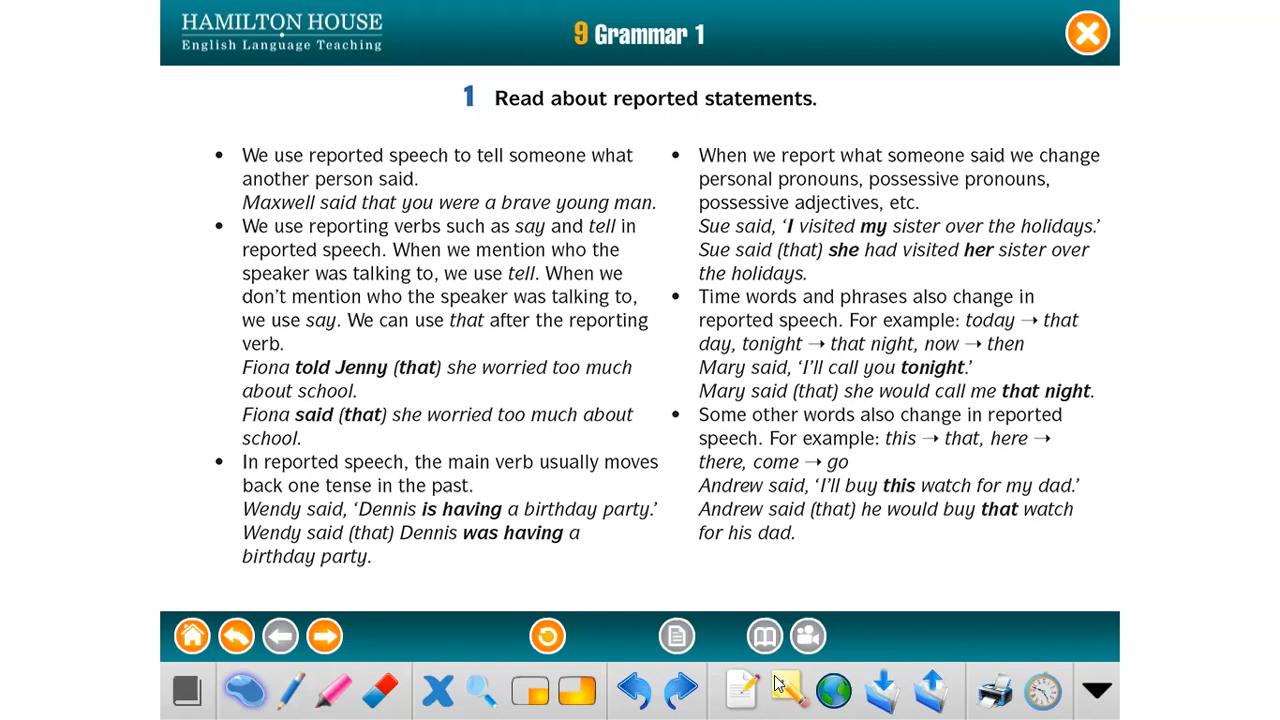 HAMILTON HOUSE
English Language Teaching
9 Grammar 1
1 Read about reported statements.
• We use reported speech to tell someone what
another person said.
Maxwell said that you were a brave young man.
• We use reporting verbs such as say and tell in
reported speech. When we mention who the
speaker was talking to, we use tell. When we
don’t mention who the speaker was talking to,
we use say. We can use that after the reporting
verb.
Fiona told Jenny (that) she worried too much
about school.
Fiona said (that) she worried too much about
school.
• In reported speech, the main verb usually moves
back one tense in the past.
Wendy said, ‘Dennis is having a birthday party.’
Wendy said (that) Dennis was having a
birthday party.
• When we report what someone said we change
personal pronouns, possessive pronouns,
possessive adjectives, etc.
Sue said, ‘I visited my sister over the holidays.’
Sue said (that) she had visited her sister over
the holidays.
• Time words and phrases also change in
reported speech. For example: today → that
day, tonight → that night, now → then
Mary said, ‘I’ll call you tonight.’
Mary said (that) she would call me that night.
• Some other words also change in reported
speech. For example: this → that, here →
there, come → go
Andrew said, ‘I’ll buy this watch for my dad.’
Andrew said (that) he would buy that watch
for his dad.